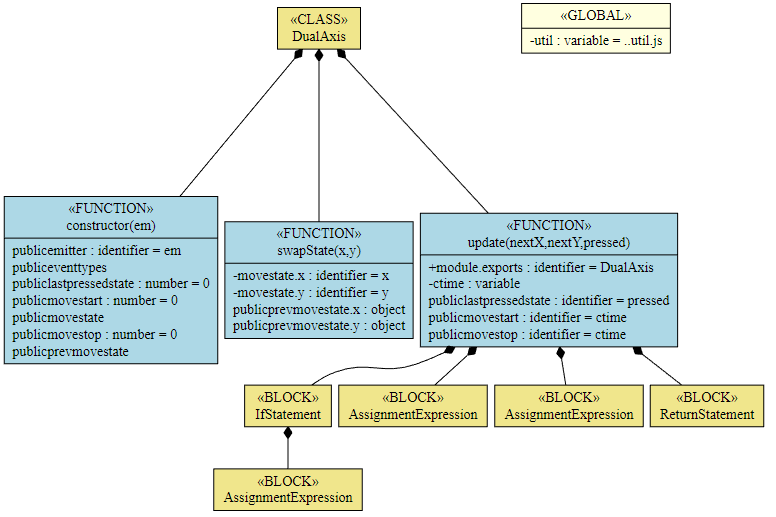 «CLASS»
DualAxis
«GLOBAL»
-util : variable = ..util.js
«FUNCTION»
constructor(em)
publicemitter : identifier = em
publiceventtypes
publiclastpressedstate : number = 0
publicmovestart : number = 0
publicmovestate
publicmovestop : number = 0
publicprevmovestate
«FUNCTION»
swapState(x,y)
-movestate.x : identifier = x
-movestate.y : identifier = y
publicprevmovestate.x : object
publicprevmovestate.y : object
«FUNCTION»
update(nextX,nextY,pressed)
+module.exports : identifier = DualAxis
-ctime : variable
publiclastpressedstate : identifier = pressed
publicmovestart : identifier = ctime
publicmovestop : identifier = ctime
«BLOCK»
IfStatement
«BLOCK»
AssignmentExpression
«BLOCK»
AssignmentExpression
«BLOCK»
ReturnStatement
«BLOCK»
AssignmentExpression